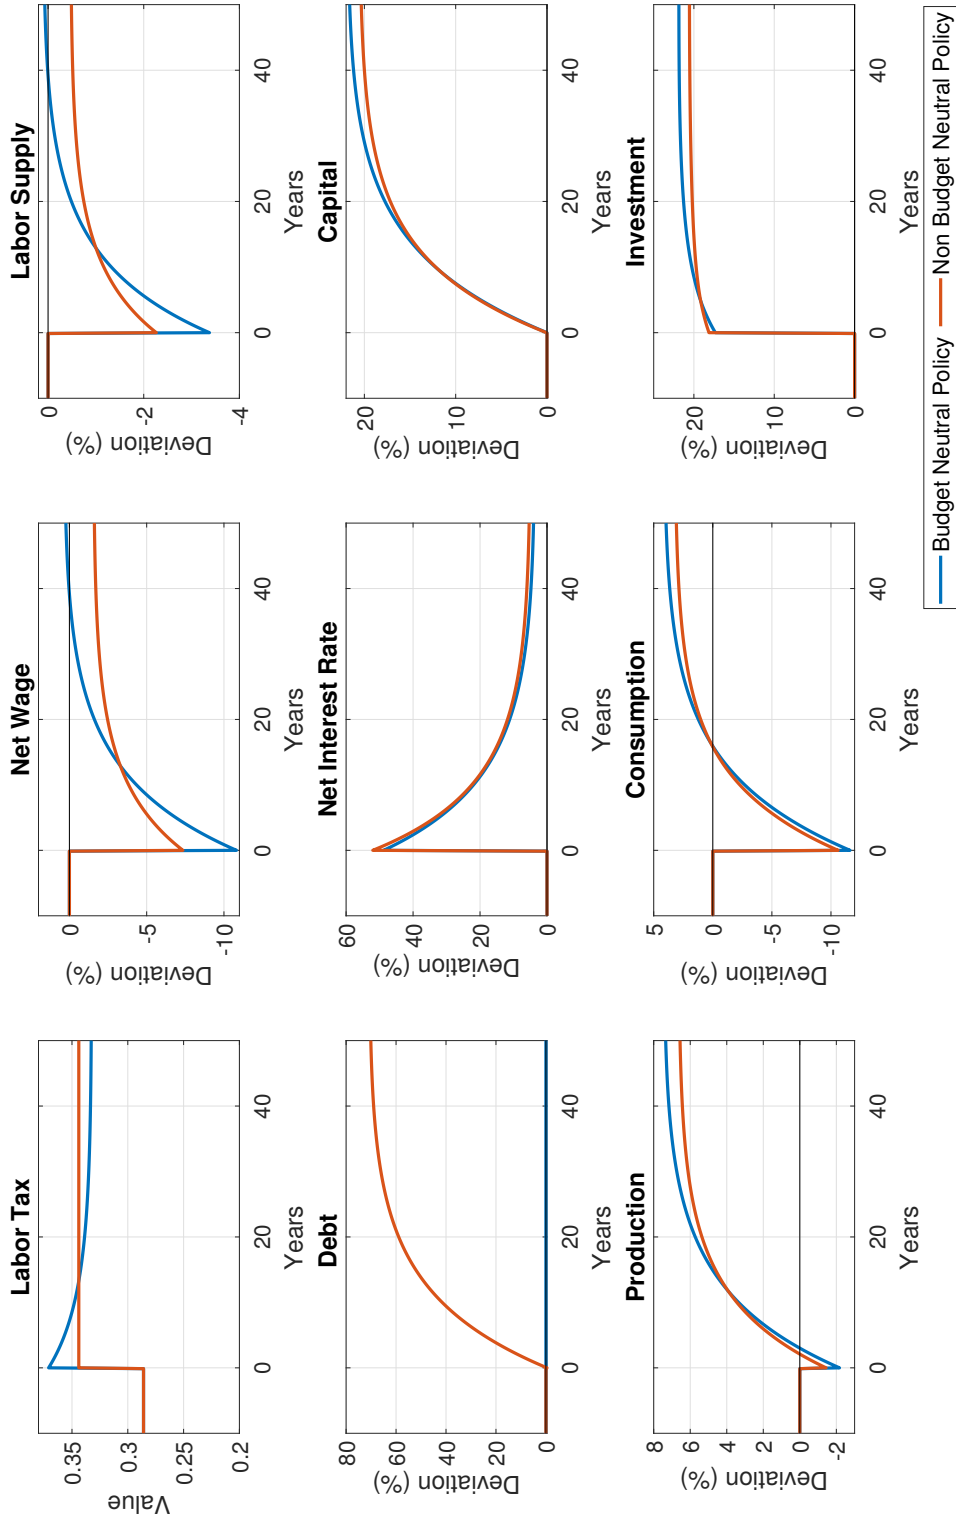 Labor Tax
Value
0.35
0.3
0.25
0.2
0
20
40
Years
Net Wage
Deviation (%)
0
-5
-10
0
20
40
Years
Labor Supply
Deviation (%)
0
-2
-4
0
20
40
Years
Debt
Deviation (%)
80
60
40
20
0
0
20
40
Years
Net Interest Rate
Deviation (%)
60
40
20
0
0
20
40
Years
Capital
Deviation (%)
20
10
0
0
20
40
Years
Production
Deviation (%)
8
6
4
2
0
-2
0
20
40
Years
Consumption
Deviation (%)
5
0
-5
-10
0
20
40
Years
Investment
Deviation (%)
20
10
0
0
20
40
Years
Budget Neutral Policy
Non Budget Neutral Policy